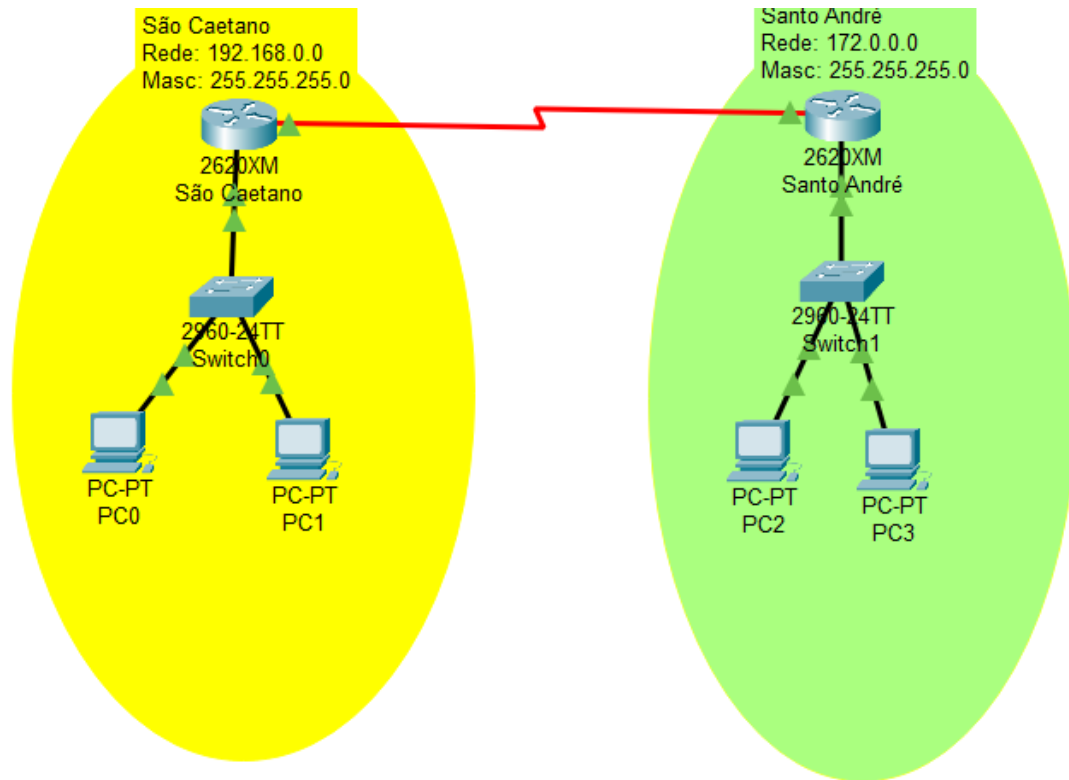 São Caetano
Rede: 192.168.0.0
Masc: 255.255.255.0
Santo André
Rede: 172.0.0.0
Masc: 255.255.255.0
2620XM
São Caetano
2620XM
Santo André
2960-24TT
Switch0
2960-24TT
Switch1
PC-PT
PC0
PC-PT
PC1
PC-PT
PC2
PC-PT
PC3